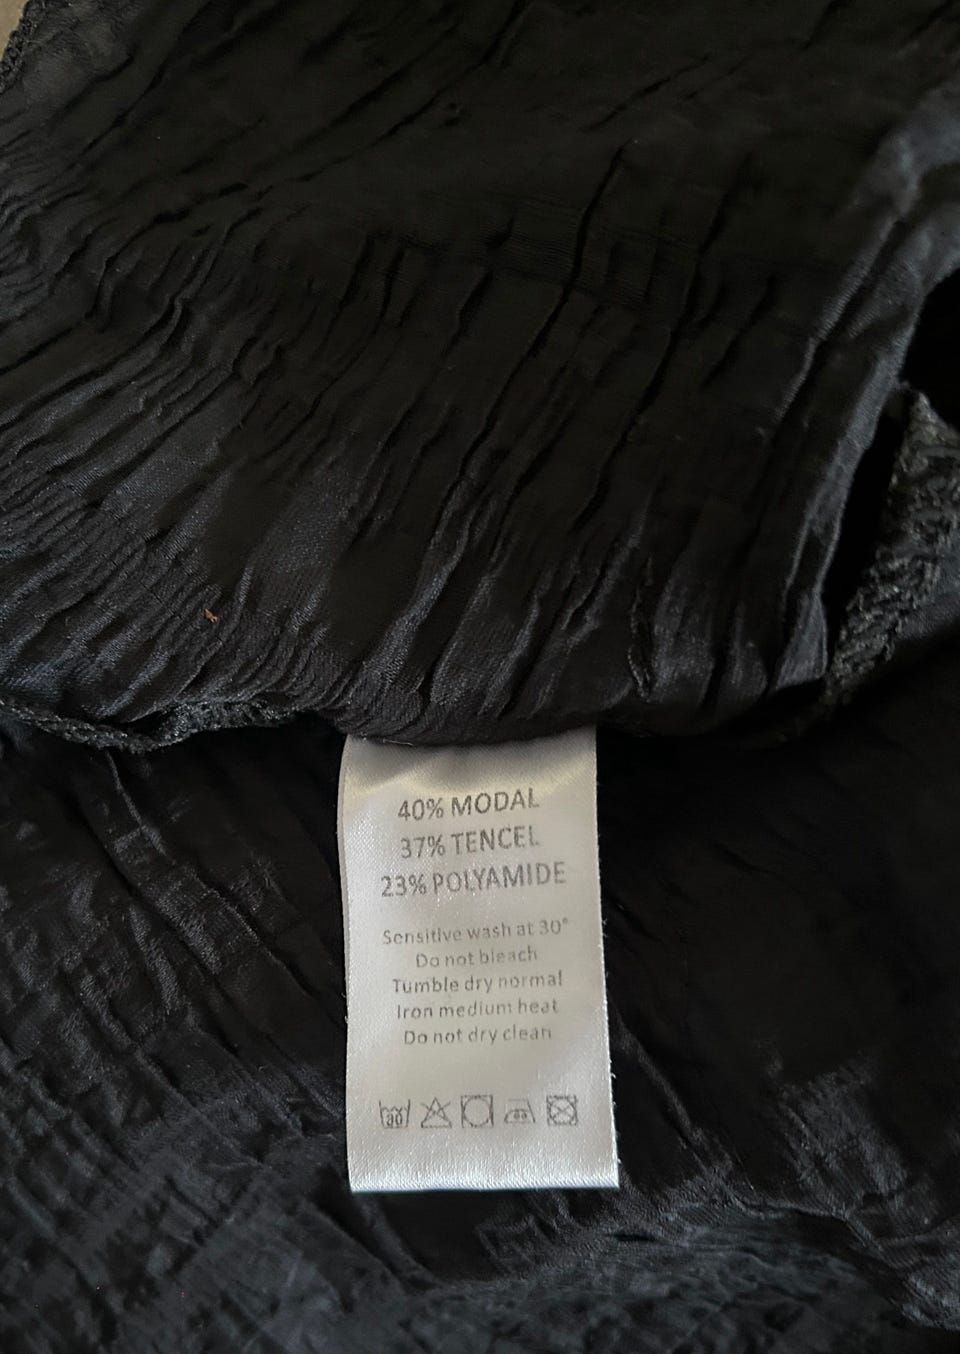 40% MODAL
37% TENCEL
23% POLYAMIDE
Sensitive wash at 30°
Do not bleach
Tumble dry normal
Iron medium heat
Do not dry clean
30